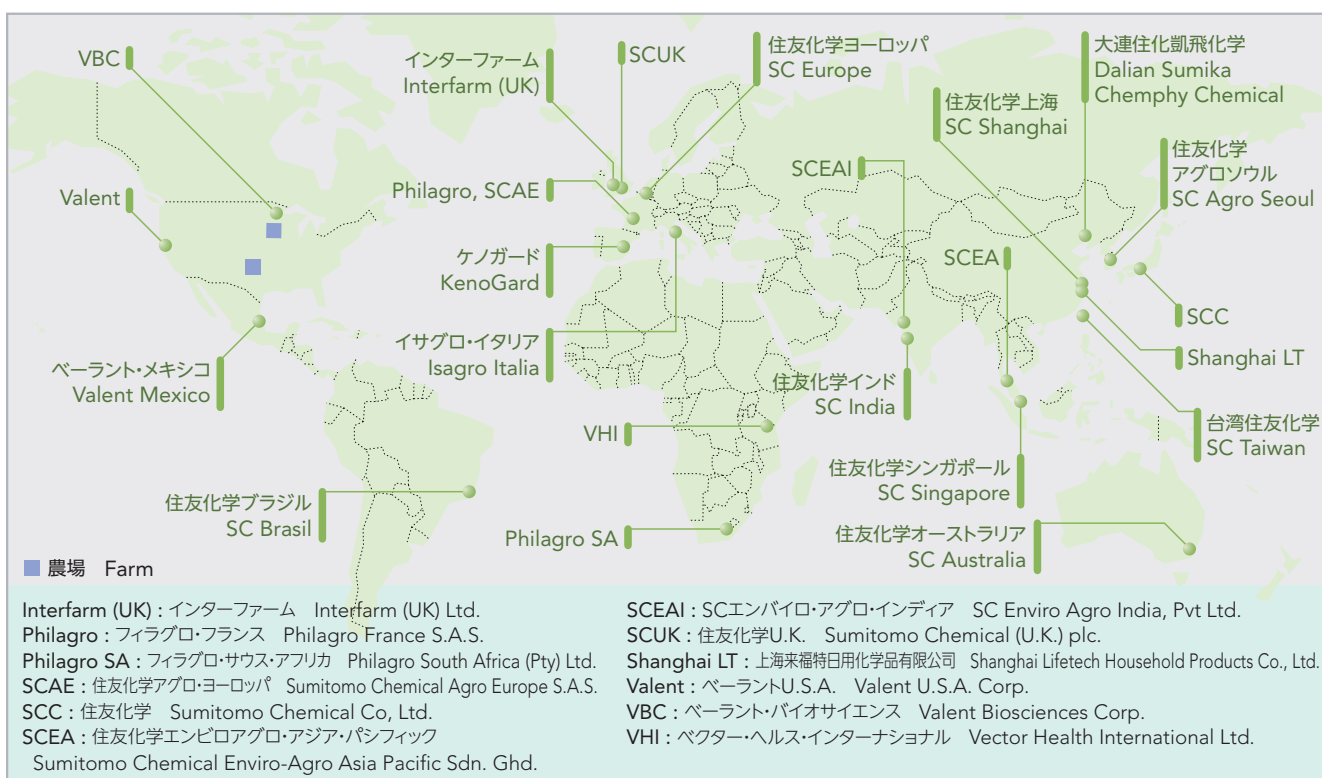 VBC
インターファーム
Interfarm (UK)
SCUK
住友化学ヨーロッパ
SC Europe
大連住化凱飛化学
Dalian Sumika
Chemphy Chemical
住友化学上海
SC Shanghai
住友化学
アグロソウル
SC Agro Seoul
SCEAI
Philagro, SCAE
Valent
ケノガード
KenoGard
SCEA
SCC
イサグロ・イタリア
Isagro Italia
Shanghai LT
ベーラント・メキシコ
Valent Mexico
住友化学インド
SC India
VHI
台湾住友化学
SC Taiwan
住友化学シンガポール
SC Singapore
住友化学ブラジル
SC Brasil
Philagro SA
住友化学オーストラリア
SC Australia
農場 Farm
Interfarm (UK) : インターファーム Interfarm (UK) Ltd.
Philagro : フィラグロ・フランス Philagro France S.A.S.
Philagro SA : フィラグロ・サウス・アフリカ Philagro South Africa (Pty) Ltd.
SCAE : 住友化学アグロ・ヨーロッパ Sumitomo Chemical Agro Europe S.A.S.
SCC : 住友化学 Sumitomo Chemical Co, Ltd.
SCEA : 住友化学エンビロアグロ・アジア・パシフィック
Sumitomo Chemical Enviro-Agro Asia Pacific Sdn. Ghd.
SCEAI : SCエンバイロ・アグロ・インディア SC Enviro Agro India, Pvt Ltd.
SCUK : 住友化学U.K. Sumitomo Chemical (U.K.) plc.
Shanghai LT : 上海来福特日用化学品有限公司 Shanghai Lifetech Household Products Co., Ltd.
Valent : ベーラントU.S.A. Valent U.S.A. Corp.
VBC : ベーラント・バイオサイエンス Valent Biosciences Corp.
VHI : ベクター・ヘルス・インターナショナル Vector Health International Ltd.